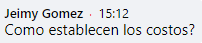 Jeimy Gomez · 15:12
Como establecen los costos?